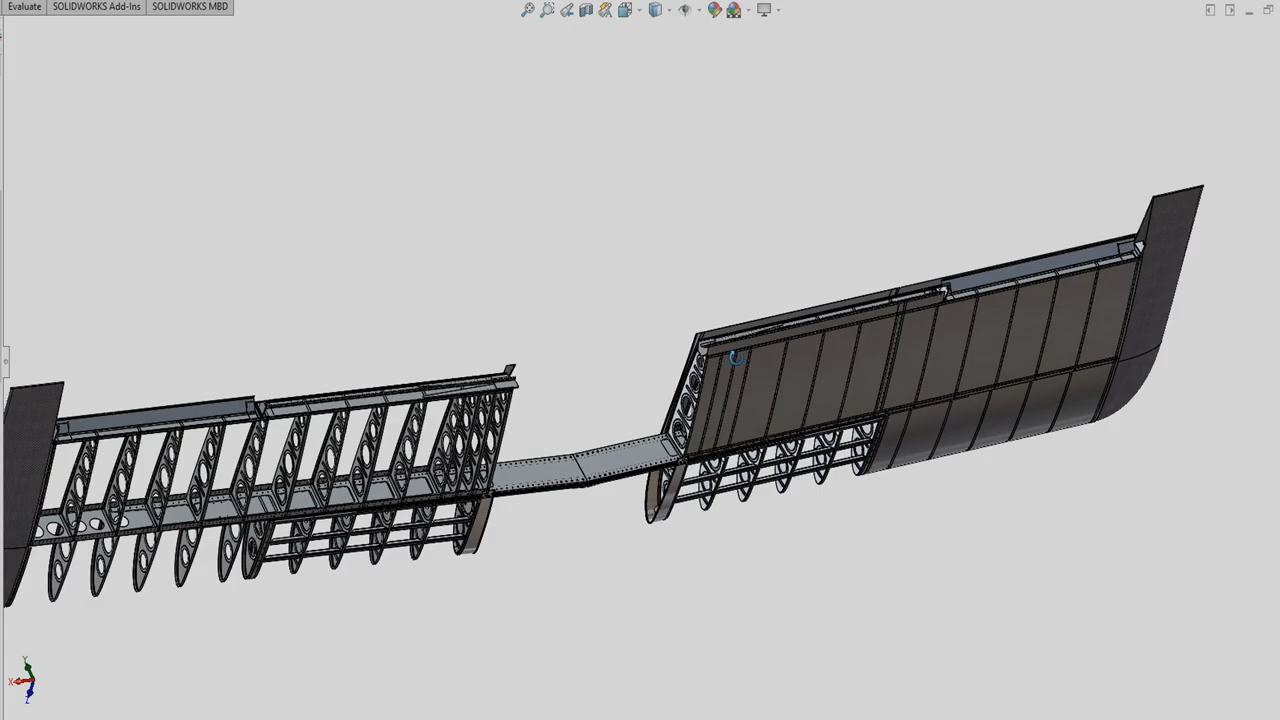 Evaluate
SOLIDWORKS Add-Ins
SOLIDWORKS MBD
Y
X
Z